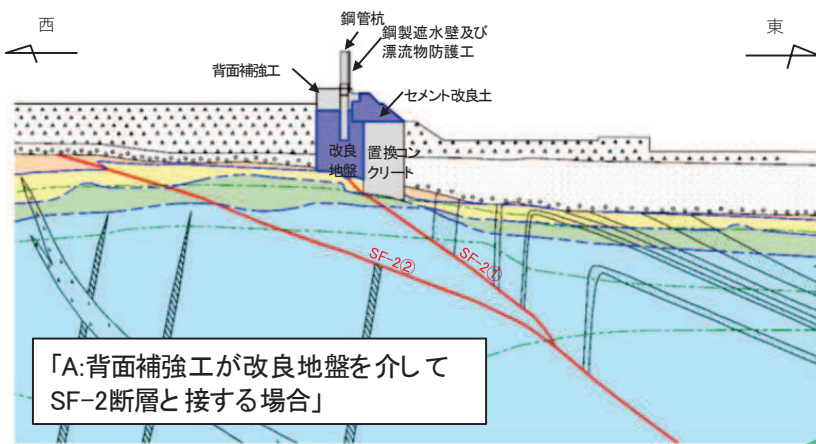 西
東
鋼管杭
鋼製遮水壁及び
漂流物防護工
背面補強工
セメント改良土
改良
地盤
置換コン
クリート
SF-2②
SF-2①
「A:背面補強工が改良地盤を介して
SF-2断層と接する場合」